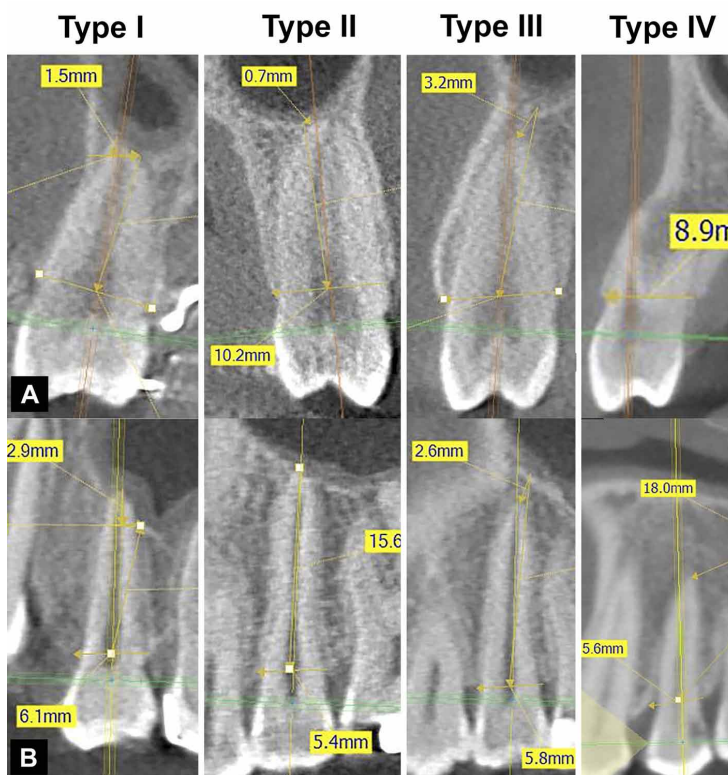 Type I Type II Type III Type IV
1.5mm
0.7mm
3.2mm
8.9m
10.2mm
A
2.9mm
2.6mm
18.0mm
15.6
5.6mm
6.1mm
5.4mm
5.8mm
B